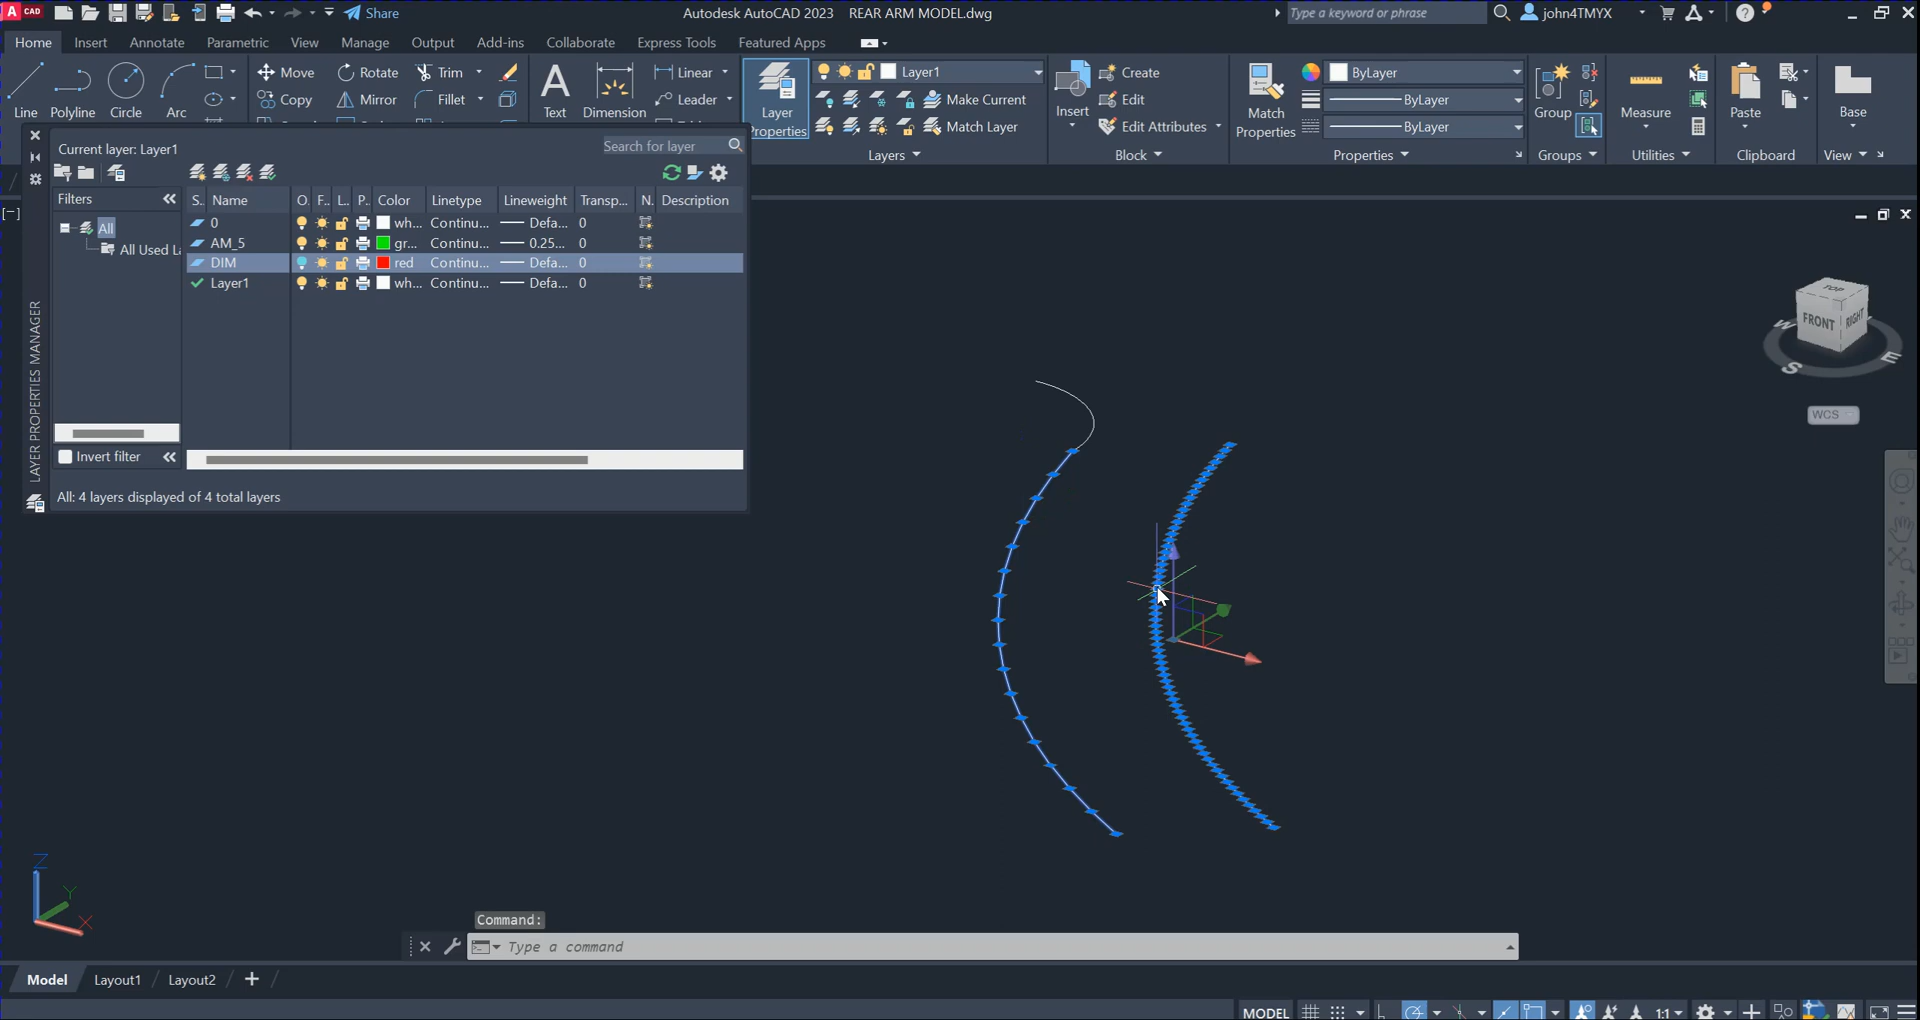 CAD
Share
Autodesk AutoCAD 2023 REAR ARM MODEL.dwg
Type a keyword or phrase
john4TMYX
Home Insert Annotate Parametric View Manage Output Add-ins Collaborate Express Tools Featured Apps
Move Rotate Trim Linear Layer1 Create ByLayer
Copy Mirror Fillet Leader Make Current Edit ByLayer
Line Polyline Circle Arc Text Dimension Layer Properties Match Layer Insert Edit Attributes Match Properties ByLayer Group Measure Paste Base
Layers Block Properties Groups Utilities Clipboard View
Current layer: Layer1
Search for layer
Filters
S.. Name O. F.. L.. P.. Color Linetype Lineweight Transp... N. Description
All
All Used La
0 wh... Continu... Defa... 0
AM_5 gr... Continu... 0.25... 0
DIM red Continu... Defa... 0
Layer1 wh... Continu... Defa... 0
Invert filter
All: 4 layers displayed of 4 total layers
LAYER PROPERTIES MANAGER
[-]
TOP
FRONT RIGHT
W
S
E
WCS
Z
Y
X
Command:
Type a command
Model Layout1 Layout2 +
MODEL 1:1